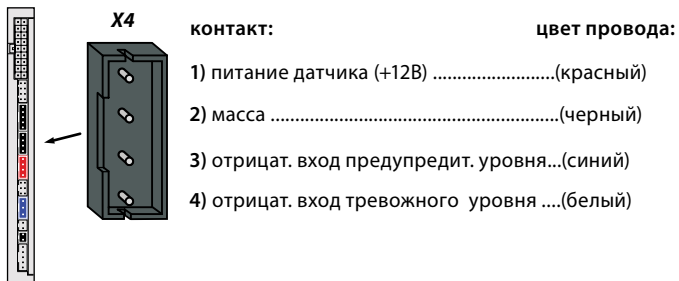 X4
контакт: цвет провода:
1) питание датчика (+12В) ........................(красный)
2) масса .........................................................(черный)
3) отрицат. вход предупредит. уровня...(синий)
4) отрицат. вход тревожного уровня ....(белый)